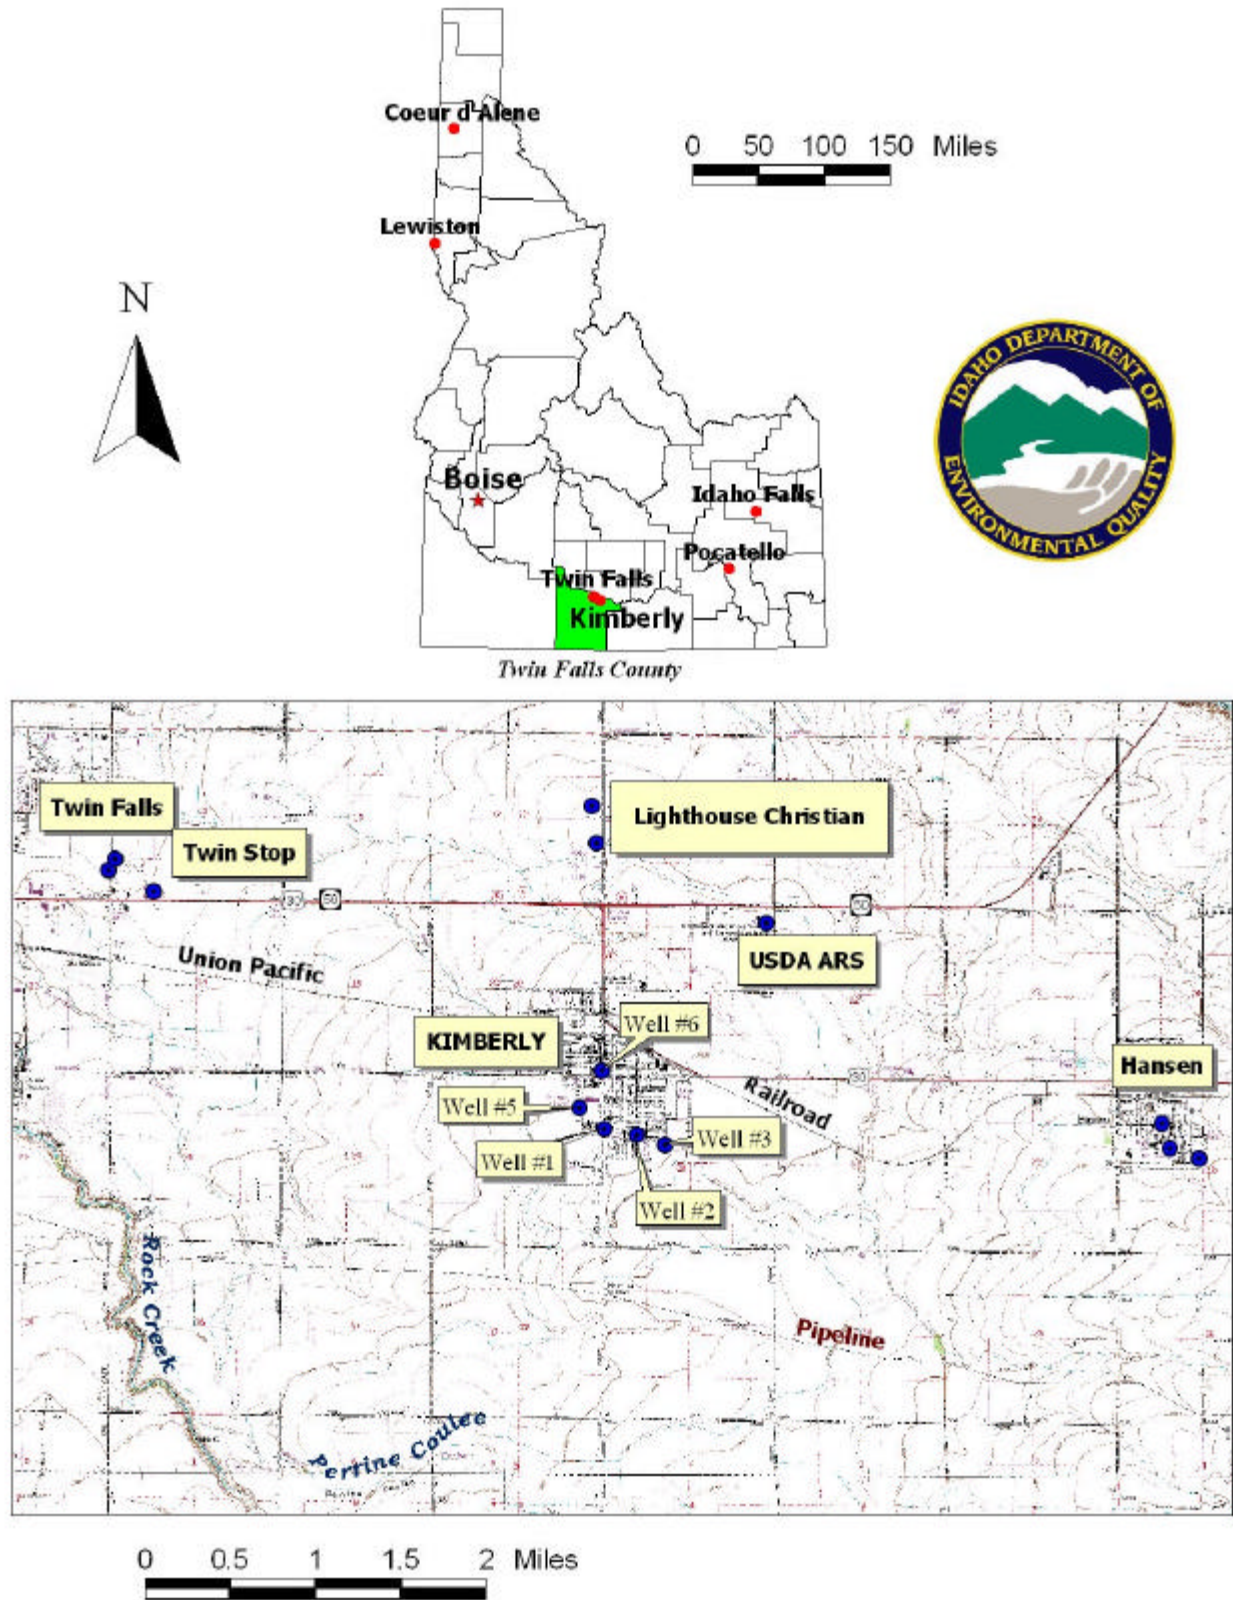 Coeur d'Alene
0 50 100 150 Miles
Lewiston
N
IDAHO DEPARTMENT OF
ENVIRONMENTAL QUALITY
Boise
Idaho Falls
Pocatello
Twin Falls
Kimberly
Twin Falls County
Twin Falls
Lighthouse Christian
Twin Stop
30
50
50
Union Pacific
USDA ARS
Well #6
KIMBERLY
Hansen
30
Railroad
Well #5
Well #3
Well #1
Well #2
Rock Creek
Pipeline
Perrine Coulee
0 0.5 1 1.5 2 Miles